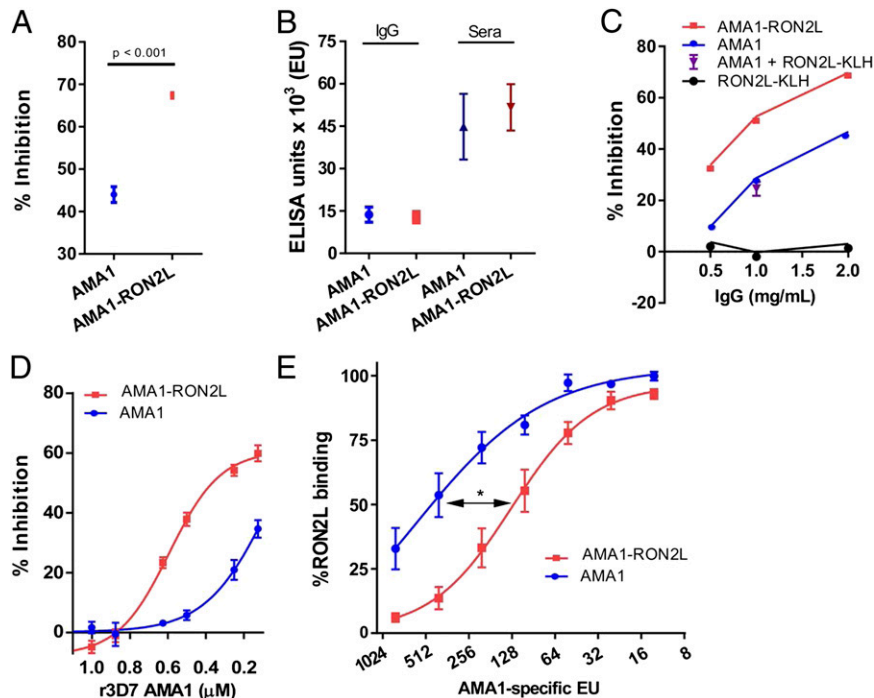 A
p < 0.001
80
70
60
50
40
30
% Inhibition
AMA1
AMA1-RON2L
B
IgG
Sera
75
60
45
30
15
0
ELISA units x 10³ (EU)
AMA1
AMA1-RON2L
AMA1
AMA1-RON2L
C
AMA1-RON2L
AMA1
AMA1 + RON2L-KLH
RON2L-KLH
80
60
40
20
0
-20
% Inhibition
0.5 1.0 1.5 2.0
IgG (mg/mL)
D
AMA1-RON2L
AMA1
80
60
40
20
0
% Inhibition
1.0 0.8 0.6 0.4 0.2
r3D7 AMA1 (μM)
E
100
75
50
25
0
%RON2L binding
*
AMA1-RON2L
AMA1
1024 512 256 128 64 32 16 8
AMA1-specific EU